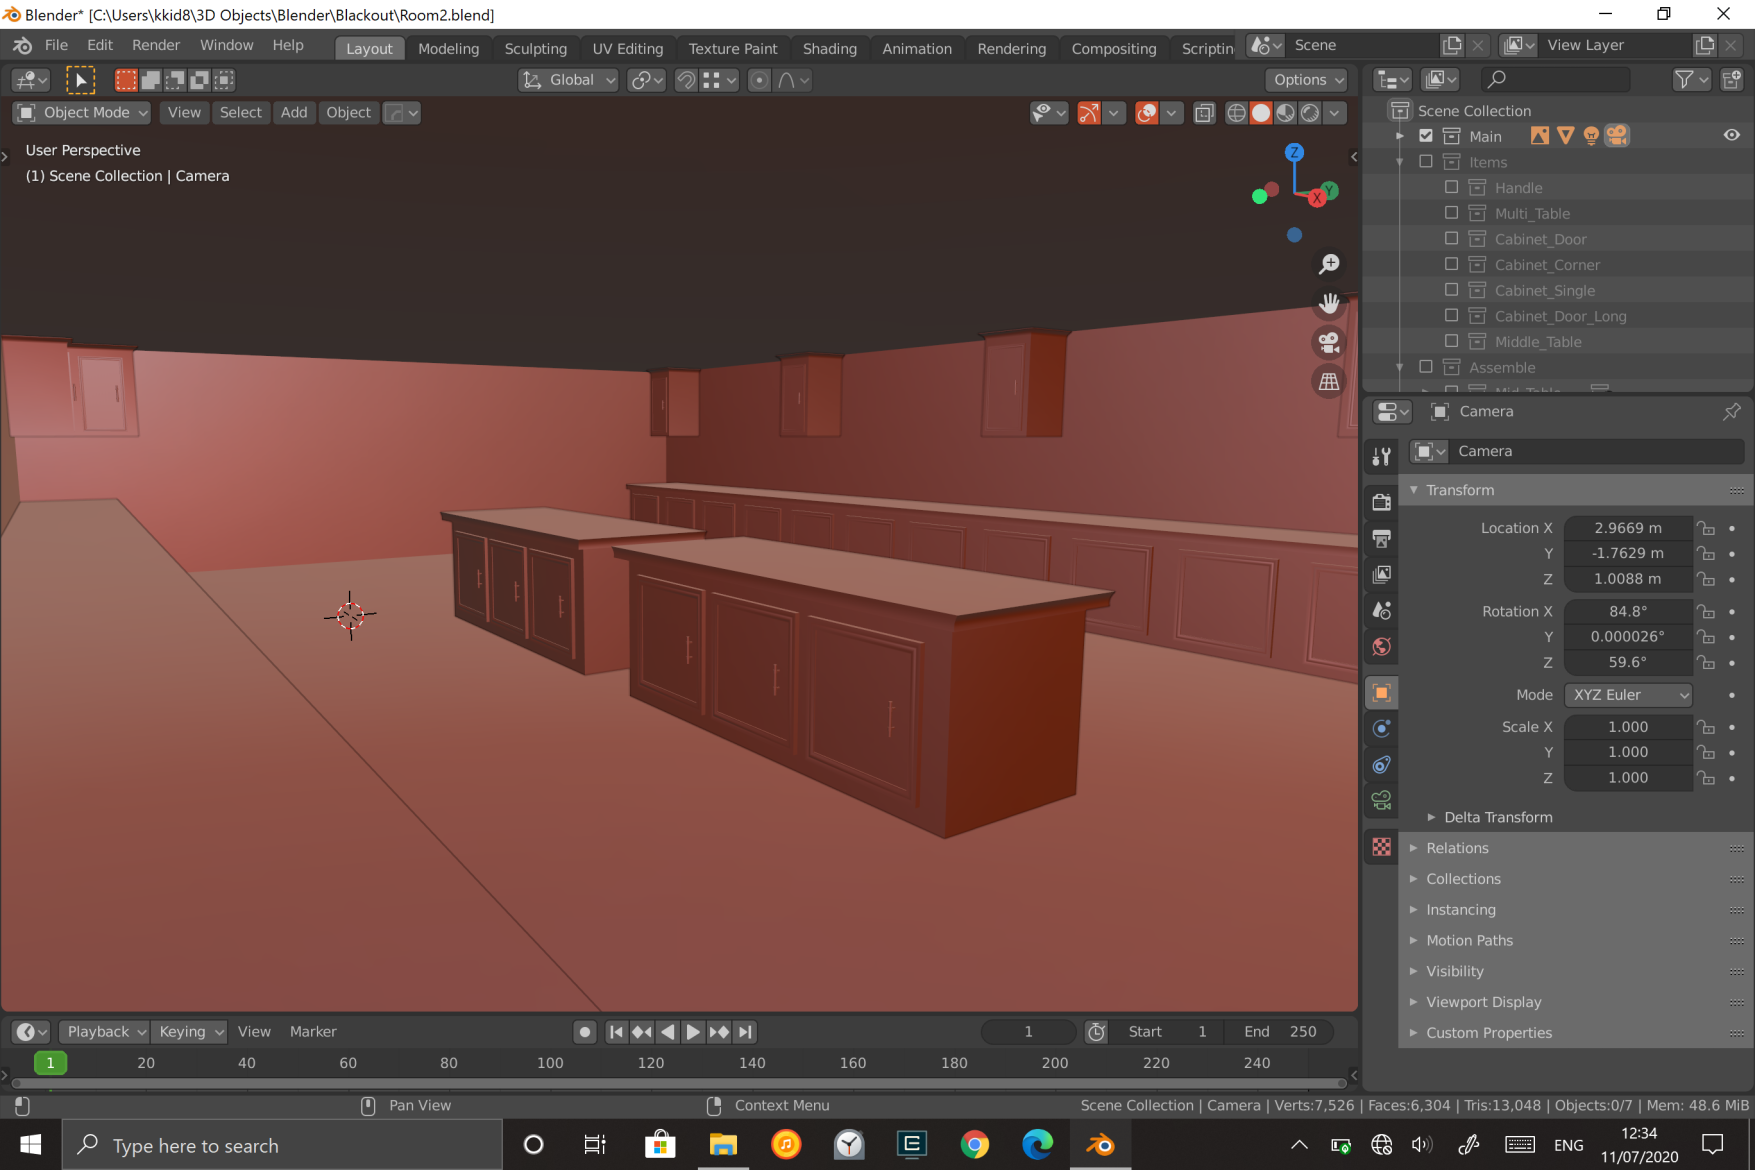 Blender* [C:\Users\kkid8\3D Objects\Blender\Blackout\Room2.blend]
File Edit Render Window Help Layout Modeling Sculpting UV Editing Texture Paint Shading Animation Rendering Compositing Scriptin Scene View Layer
Global Options
Object Mode View Select Add Object
User Perspective
(1) Scene Collection | Camera
Z
Y
X
Scene Collection
Main
Items
Handle
Multi_Table
Cabinet_Door
Cabinet_Corner
Cabinet_Single
Cabinet_Door_Long
Middle_Table
Assemble
Camera
Camera
Transform
Location X 2.9669 m
Y -1.7629 m
Z 1.0088 m
Rotation X 84.8°
Y 0.000026°
Z 59.6°
Mode XYZ Euler
Scale X 1.000
Y 1.000
Z 1.000
Delta Transform
Relations
Collections
Instancing
Motion Paths
Visibility
Viewport Display
Custom Properties
Playback Keying View Marker 1 Start 1 End 250
1 20 40 60 80 100 120 140 160 180 200 220 240
Pan View Context Menu Scene Collection | Camera | Verts:7,526 | Faces:6,304 | Tris:13,048 | Objects:0/7 | Mem: 48.6 MiB
Type here to search ENG 12:34
11/07/2020